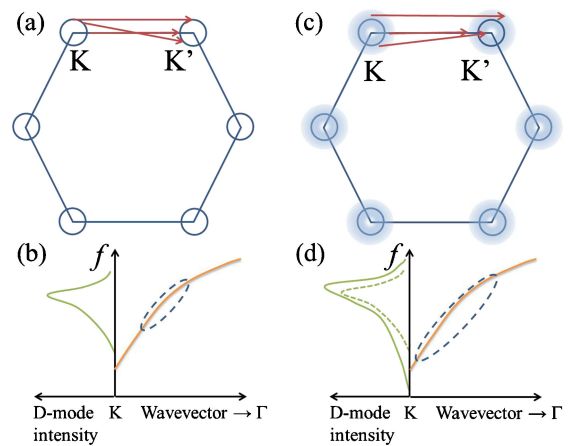 (a)
K K’
(c)
K K’
(b)
f
D-mode K Wavevector → Γ
intensity
(d)
f
D-mode K Wavevector → Γ
intensity